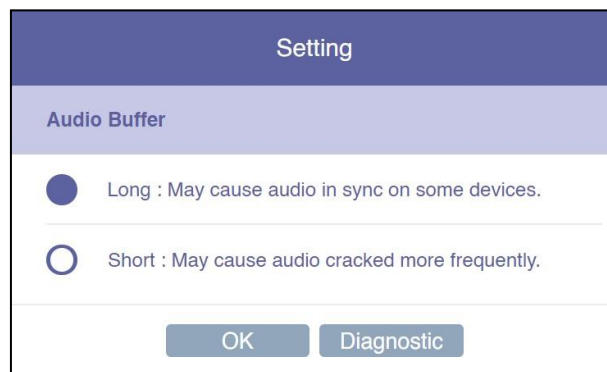 Setting
Audio Buffer
Long : May cause audio in sync on some devices.
Short : May cause audio cracked more frequently.
OK
Diagnostic